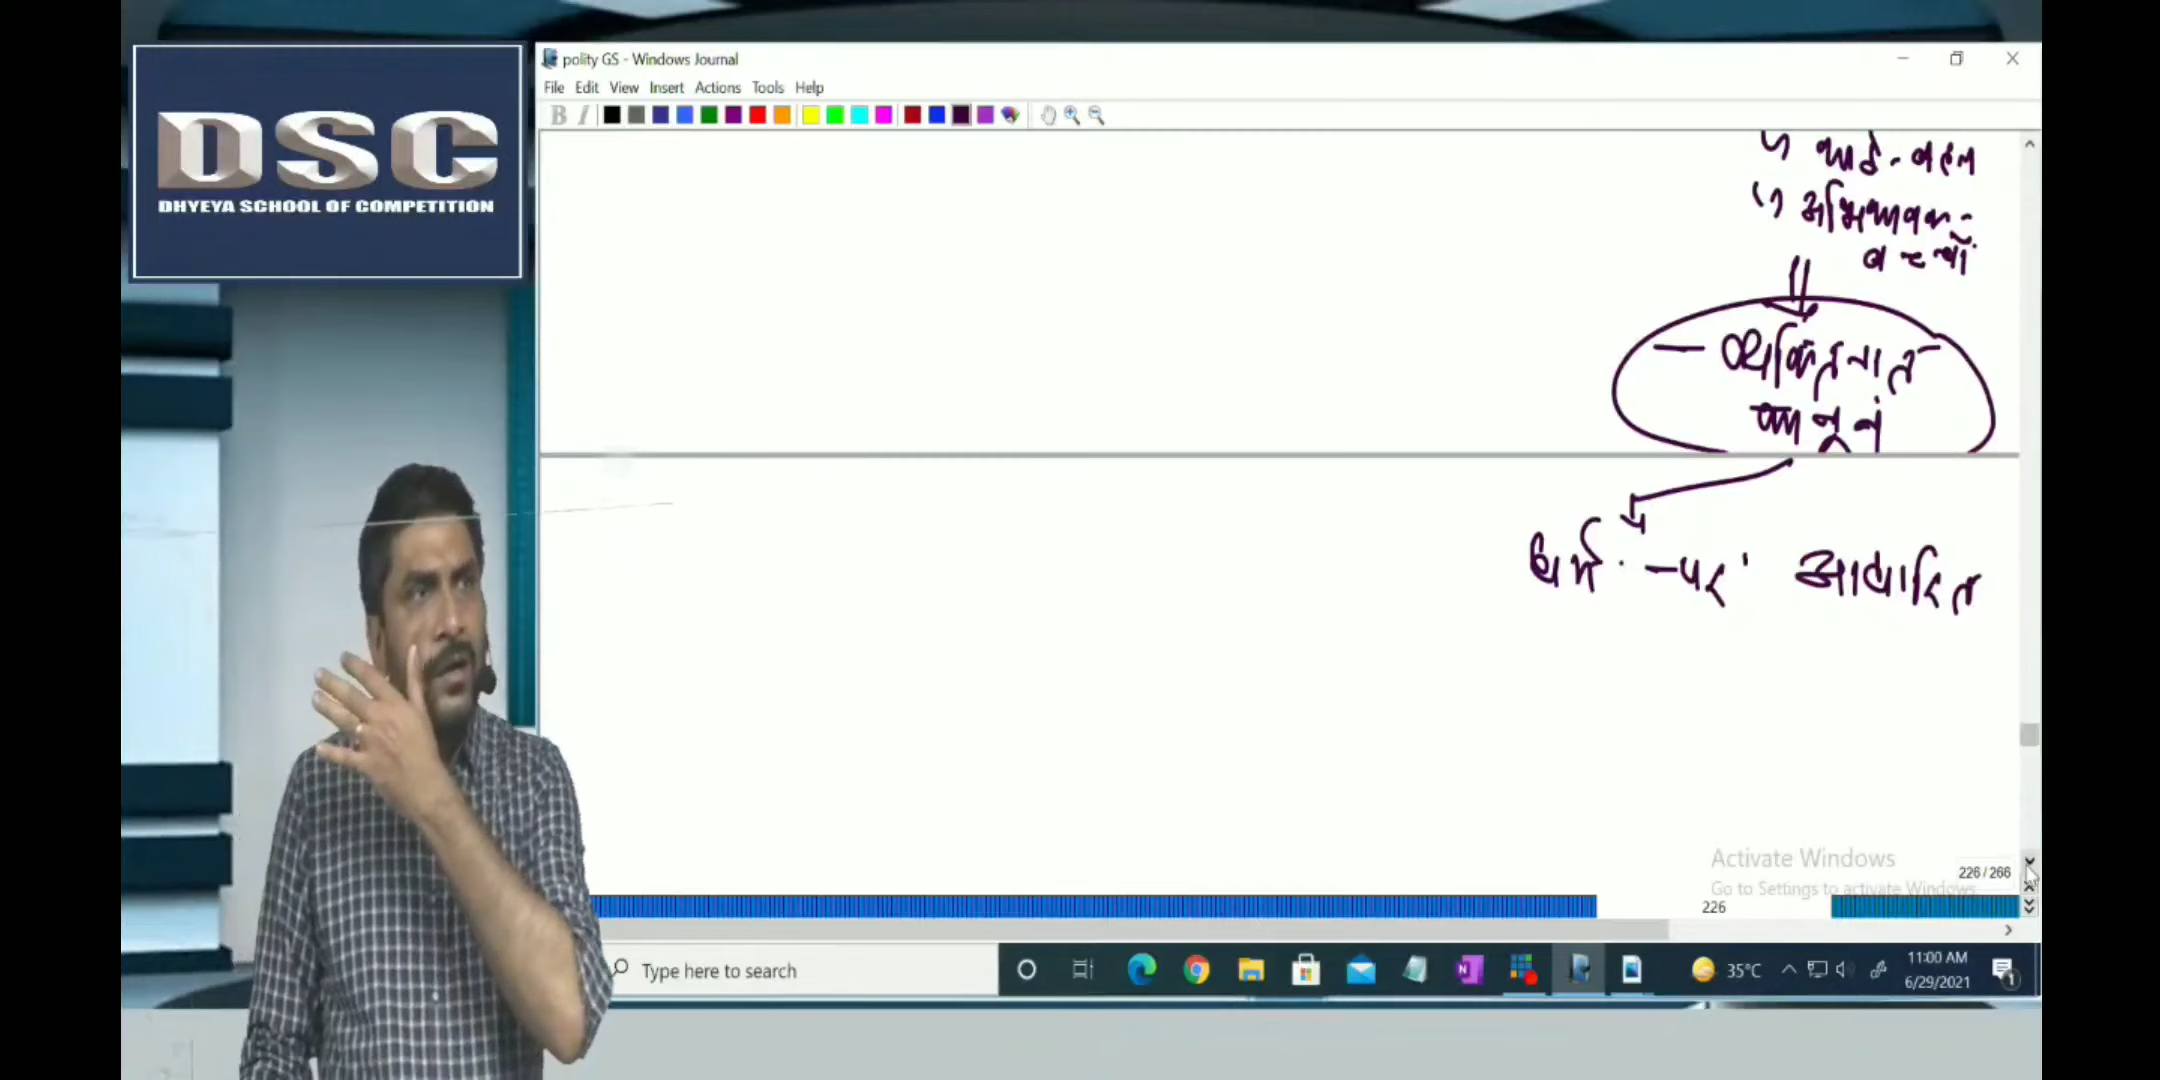 DSC
DHYEYA SCHOOL OF COMPETITION
polity GS - Windows Journal
File Edit View Insert Actions Tools Help
B I
भाई - बहन
अभिभावक -
बच्चों
व्यक्तिगत
कानून
धर्म - पर आधारित
Activate Windows
Go to Settings to activate Windows.
226 / 266
226
Type here to search
35°C
11:00 AM
6/29/2021
1